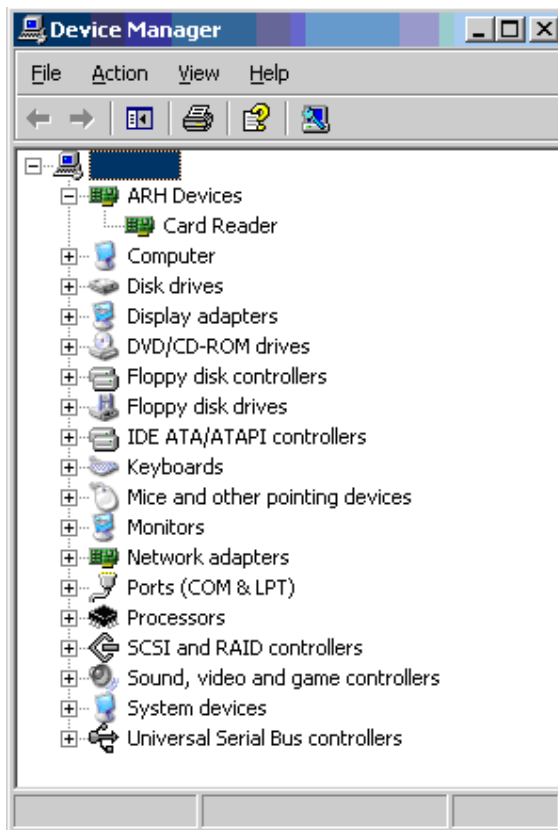 Device Manager
File Action View Help
ARH Devices
Card Reader
Computer
Disk drives
Display adapters
DVD/CD-ROM drives
Floppy disk controllers
Floppy disk drives
IDE ATA/ATAPI controllers
Keyboards
Mice and other pointing devices
Monitors
Network adapters
Ports (COM & LPT)
Processors
SCSI and RAID controllers
Sound, video and game controllers
System devices
Universal Serial Bus controllers